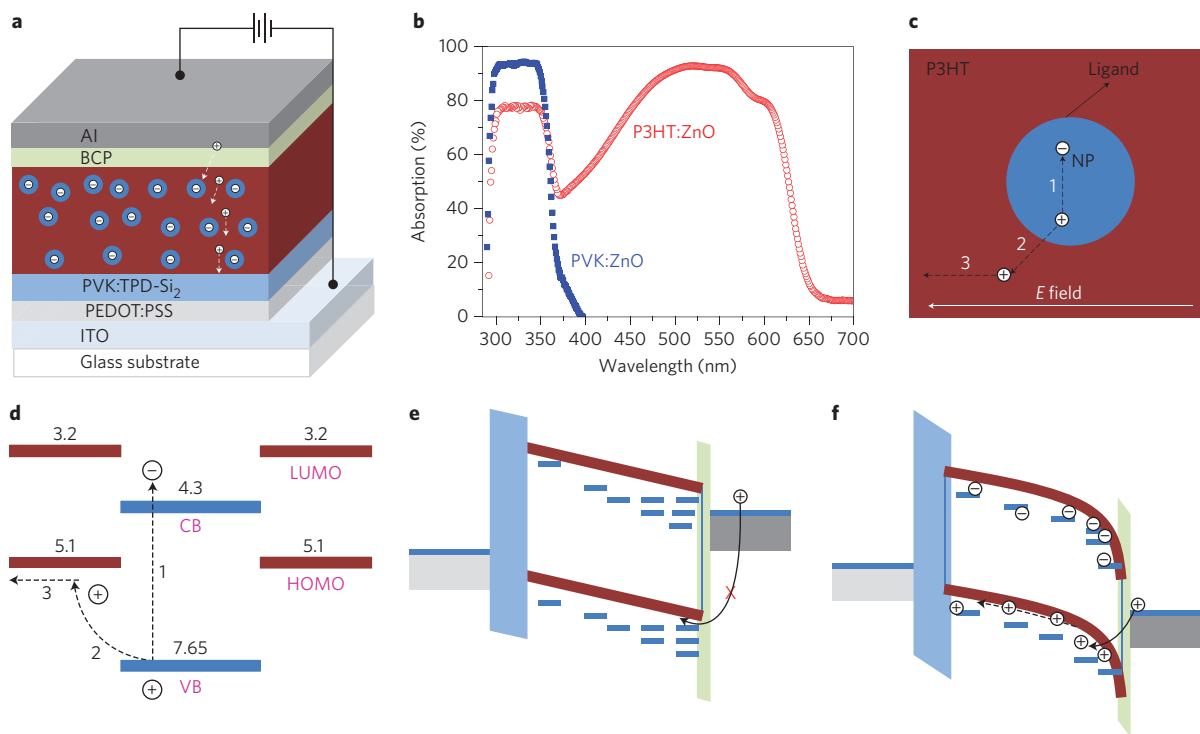 a
Al
BCP
PVK:TPD-Si₂
PEDOT:PSS
ITO
Glass substrate
b
100
80
60
40
20
0
Absorption (%)
P3HT:ZnO
PVK:ZnO
300 350 400 450 500 550 600 650 700
Wavelength (nm)
c
P3HT
Ligand
NP
1
2
3
E field
d
3.2
3.2
LUMO
4.3
CB
5.1
5.1
HOMO
1
3
2
7.65
VB
e
X
f